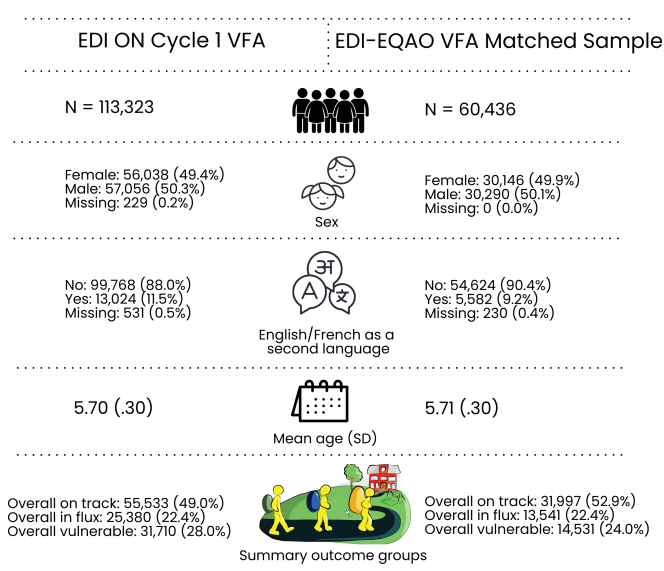 EDI ON Cycle 1 VFA
EDI-EQAO VFA Matched Sample
N = 113,323
N = 60,436
Female: 56,038 (49.4%)
Male: 57,056 (50.3%)
Missing: 229 (0.2%)
Sex
Female: 30,146 (49.9%)
Male: 30,290 (50.1%)
Missing: 0 (0.0%)
No: 99,768 (88.0%)
Yes: 13,024 (11.5%)
Missing: 531 (0.5%)
अ
A
文
English/French as a
second language
No: 54,624 (90.4%)
Yes: 5,582 (9.2%)
Missing: 230 (0.4%)
5.70 (.30)
Mean age (SD)
5.71 (.30)
Overall on track: 55,533 (49.0%)
Overall in flux: 25,380 (22.4%)
Overall vulnerable: 31,710 (28.0%)
Summary outcome groups
Overall on track: 31,997 (52.9%)
Overall in flux: 13,541 (22.4%)
Overall vulnerable: 14,531 (24.0%)